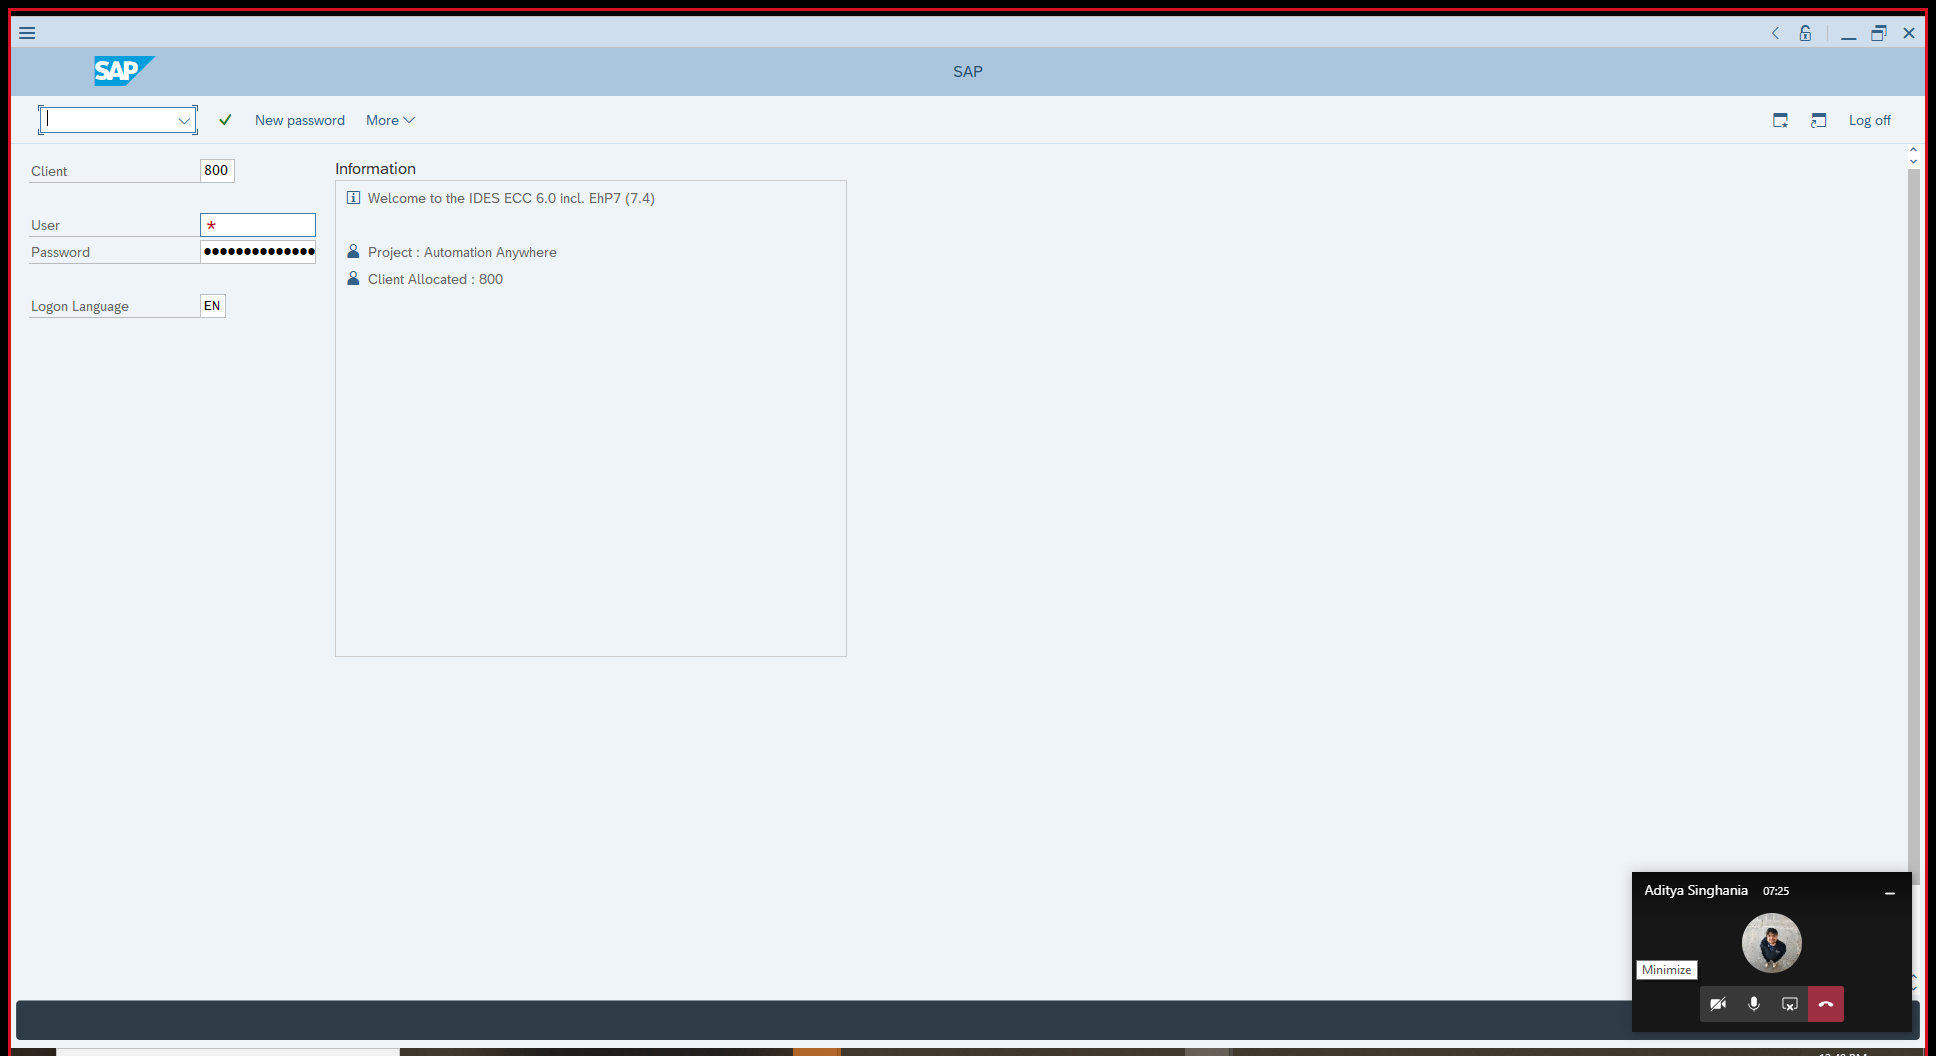 SAP
SAP
New password
More
Log off
Client 800
Information
Welcome to the IDES ECC 6.0 incl. EhP7 (7.4)
User *
Password ●●●●●●●●●●●●●●
Project : Automation Anywhere
Client Allocated : 800
Logon Language EN
Aditya Singhania 07:25
Minimize